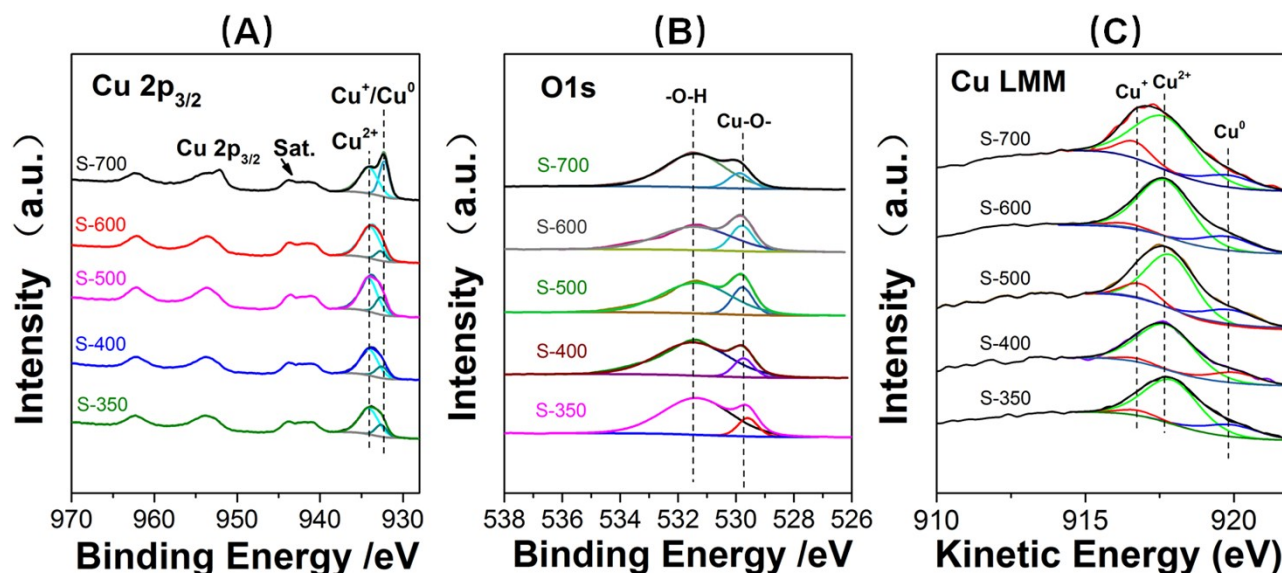 (A)
Cu 2p3/2
Cu+/Cu0
Cu2+
Cu 2p3/2
Sat.
S-700
S-600
S-500
S-400
S-350
Intensity (a.u.)
970 960 950 940 930
Binding Energy /eV
(B)
O1s
-O-H
Cu-O-
S-700
S-600
S-500
S-400
S-350
Intensity (a.u.)
538 536 534 532 530 528 526
Binding Energy /eV
(C)
Cu LMM
Cu+
Cu2+
Cu0
S-700
S-600
S-500
S-400
S-350
Intensity (a.u.)
910 915 920
Kinetic Energy (eV)